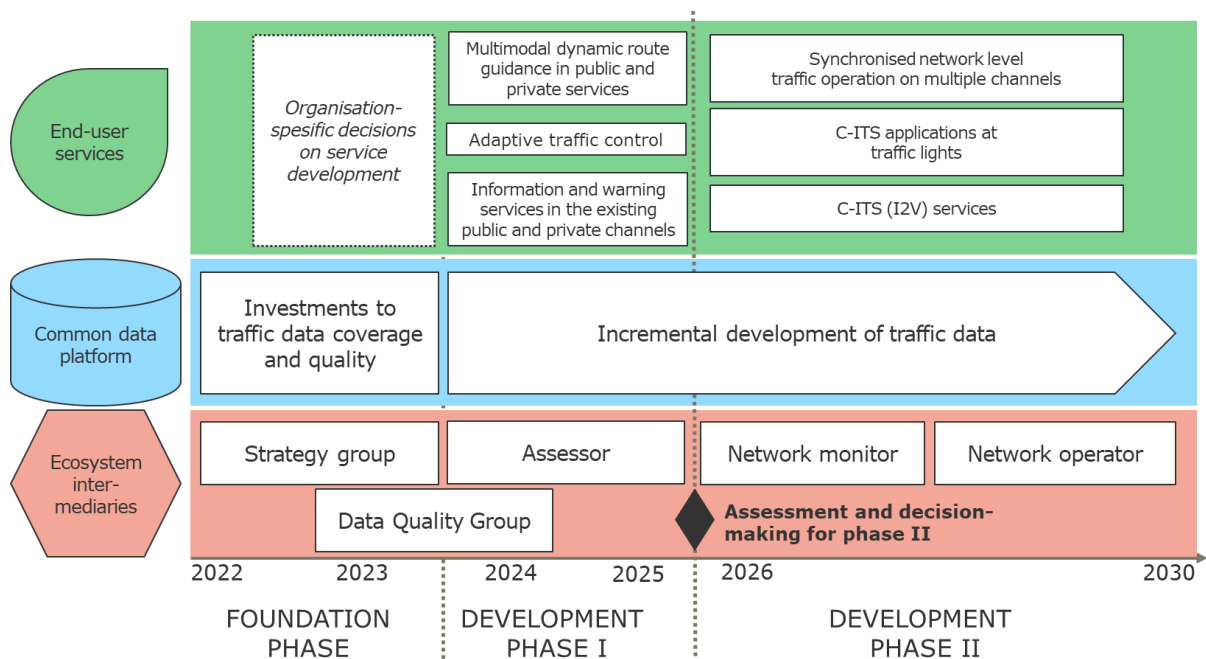 End-user
services
Organisation-
spesific decisions
on service
development
Multimodal dynamic route
guidance in public and
private services
Adaptive traffic control
Information and warning
services in the existing
public and private channels
Synchronised network level
traffic operation on multiple channels
C-ITS applications at
traffic lights
C-ITS (I2V) services
Common data
platform
Investments to
traffic data coverage
and quality
Incremental development of traffic data
Ecosystem
inter-
mediaries
Strategy group
Assessor
Network monitor
Network operator
Data Quality Group
Assessment and decision-
making for phase II
2022
2023
2024
2025
2026
2030
FOUNDATION
PHASE
DEVELOPMENT
PHASE I
DEVELOPMENT
PHASE II